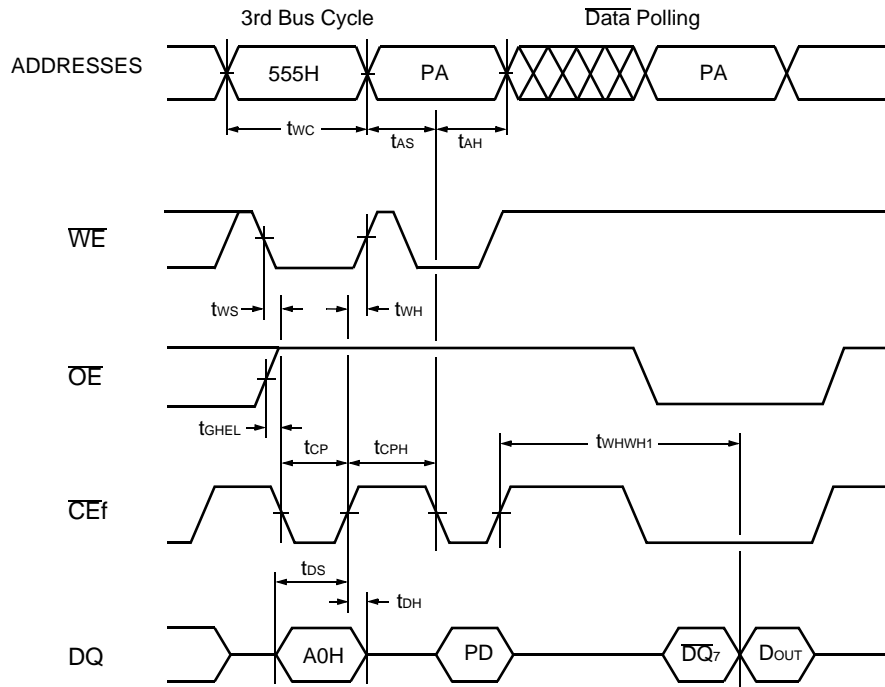 3rd Bus Cycle
Data Polling
ADDRESSES
555H
PA
PA
tWC
tAS
tAH
WE
tWS
tWH
OE
tGHEL
tCP
tCPH
tWHWH1
CEf
tDS
tDH
DQ
A0H
PD
DQ7
DOUT